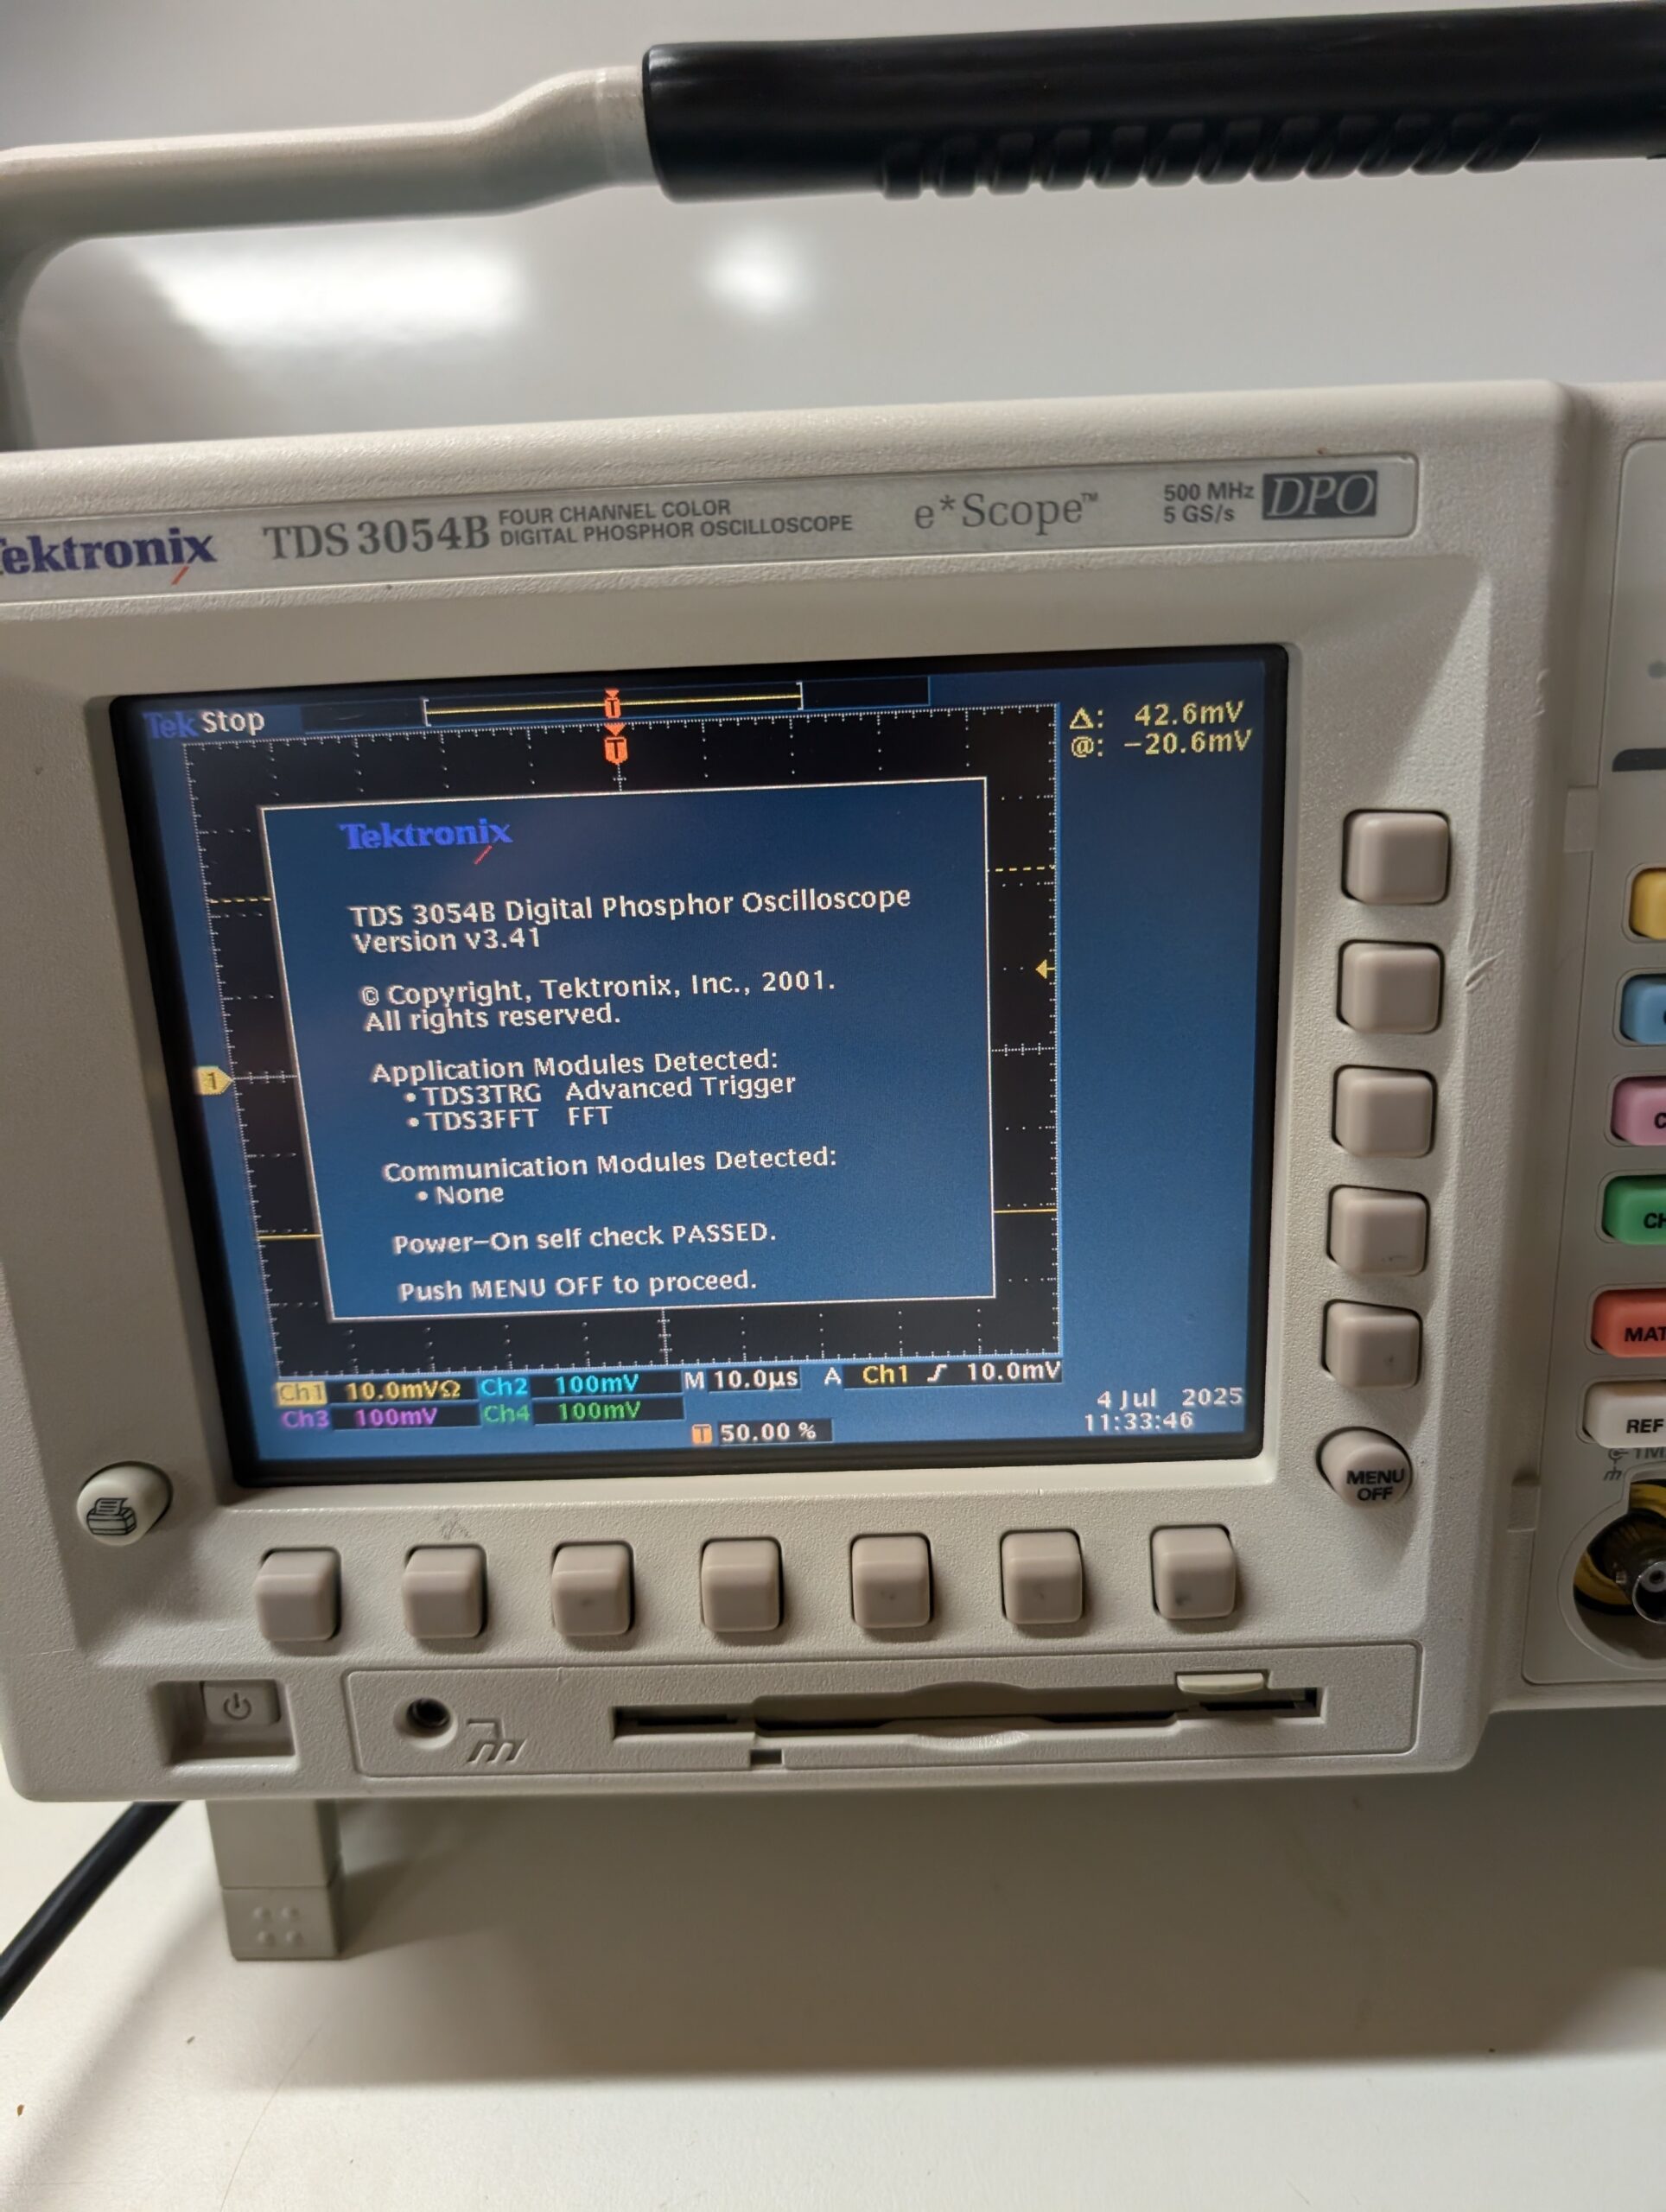 Tektronix TDS 3054B FOUR CHANNEL COLOR e*Scope™ 500 MHz DPO
DIGITAL PHOSPHOR OSCILLOSCOPE 5 GS/s
Tek Stop
Δ: 42.6mV
@: -20.6mV
Tektronix
TDS 3054B Digital Phosphor Oscilloscope
Version v3.41
© Copyright, Tektronix, Inc., 2001.
All rights reserved.
Application Modules Detected:
• TDS3TRG Advanced Trigger
• TDS3FFT FFT
Communication Modules Detected:
• None
Power-On self check PASSED.
Push MENU OFF to proceed.
1
Ch1 10.0mVΩ Ch2 100mV M 10.0µs A Ch1 10.0mV
Ch3 100mV Ch4 100mV
T 50.00 %
4 Jul 2025
11:33:46
MENU
OFF
REF